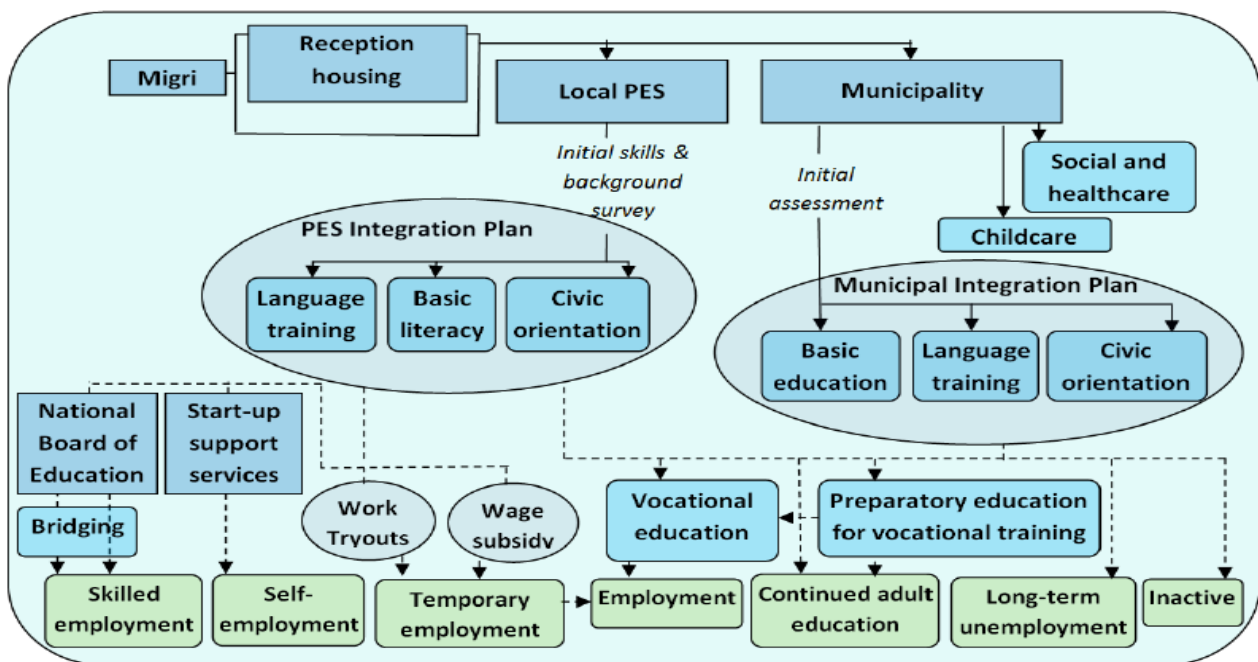 Reception
housing
Migri
Local PES
Municipality
Initial skills &
background
survey
Initial
assessment
Social and
healthcare
Childcare
PES Integration Plan
Language
training
Basic
literacy
Civic
orientation
Municipal Integration Plan
Basic
education
Language
training
Civic
orientation
National
Board of
Education
Start-up
support
services
Bridging
Work
Tryouts
Wage
subsidv
Vocational
education
Preparatory education
for vocational training
Skilled
employment
Self-
employment
Temporary
employment
Employment
Continued adult
education
Long-term
unemployment
Inactive